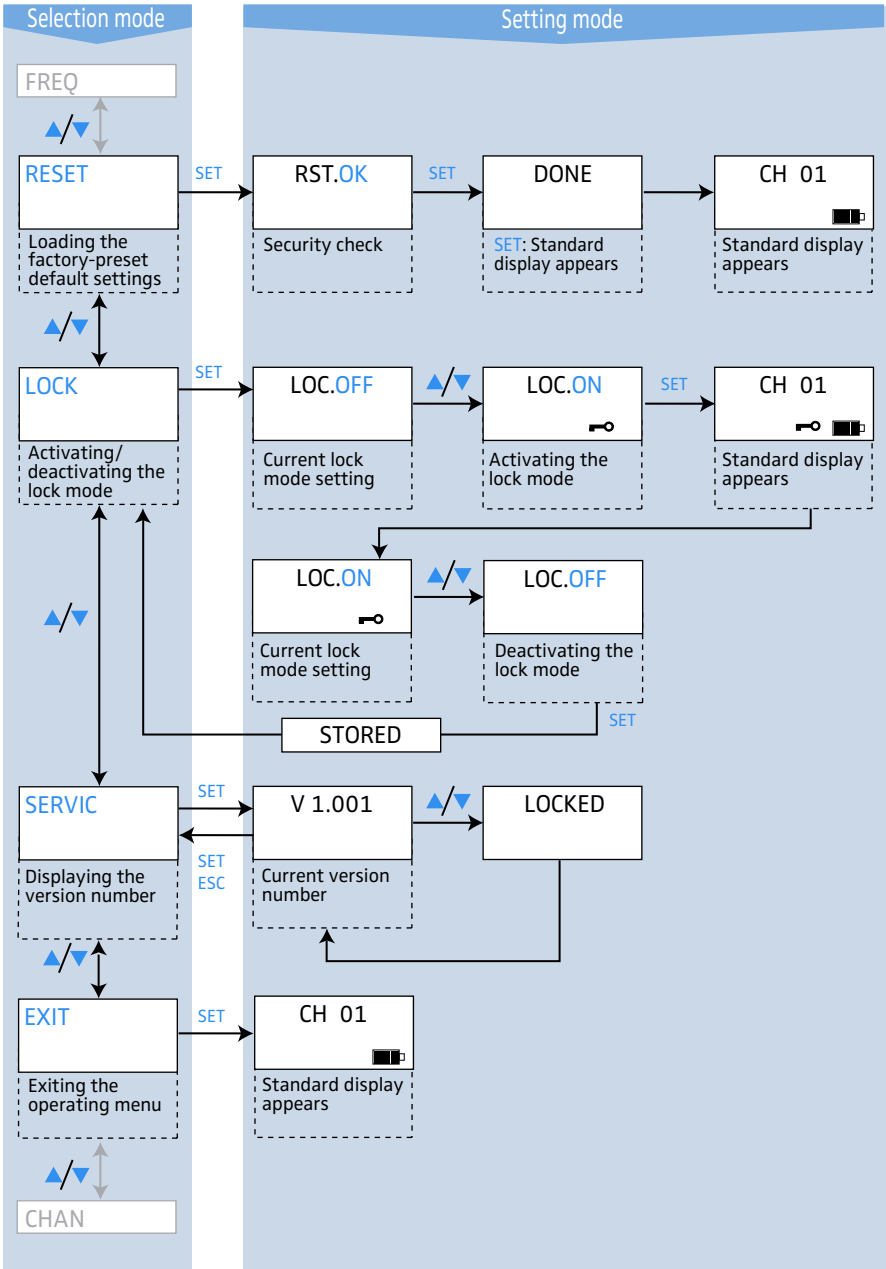 Selection mode
Setting mode
FREQ
RESET
SET
RST.OK
SET
DONE
CH 01
Loading the
factory-preset
default settings
Security check
SET: Standard
display appears
Standard display
appears
LOCK
SET
LOC.OFF
LOC.ON
SET
CH 01
Activating/
deactivating the
lock mode
Current lock
mode setting
Activating the
lock mode
Standard display
appears
LOC.ON
LOC.OFF
Current lock
mode setting
Deactivating the
lock mode
SET
STORED
SERVIC
SET
V 1.001
LOCKED
SET
ESC
Displaying the
version number
Current version
number
EXIT
SET
CH 01
Exiting the
operating menu
Standard display
appears
CHAN